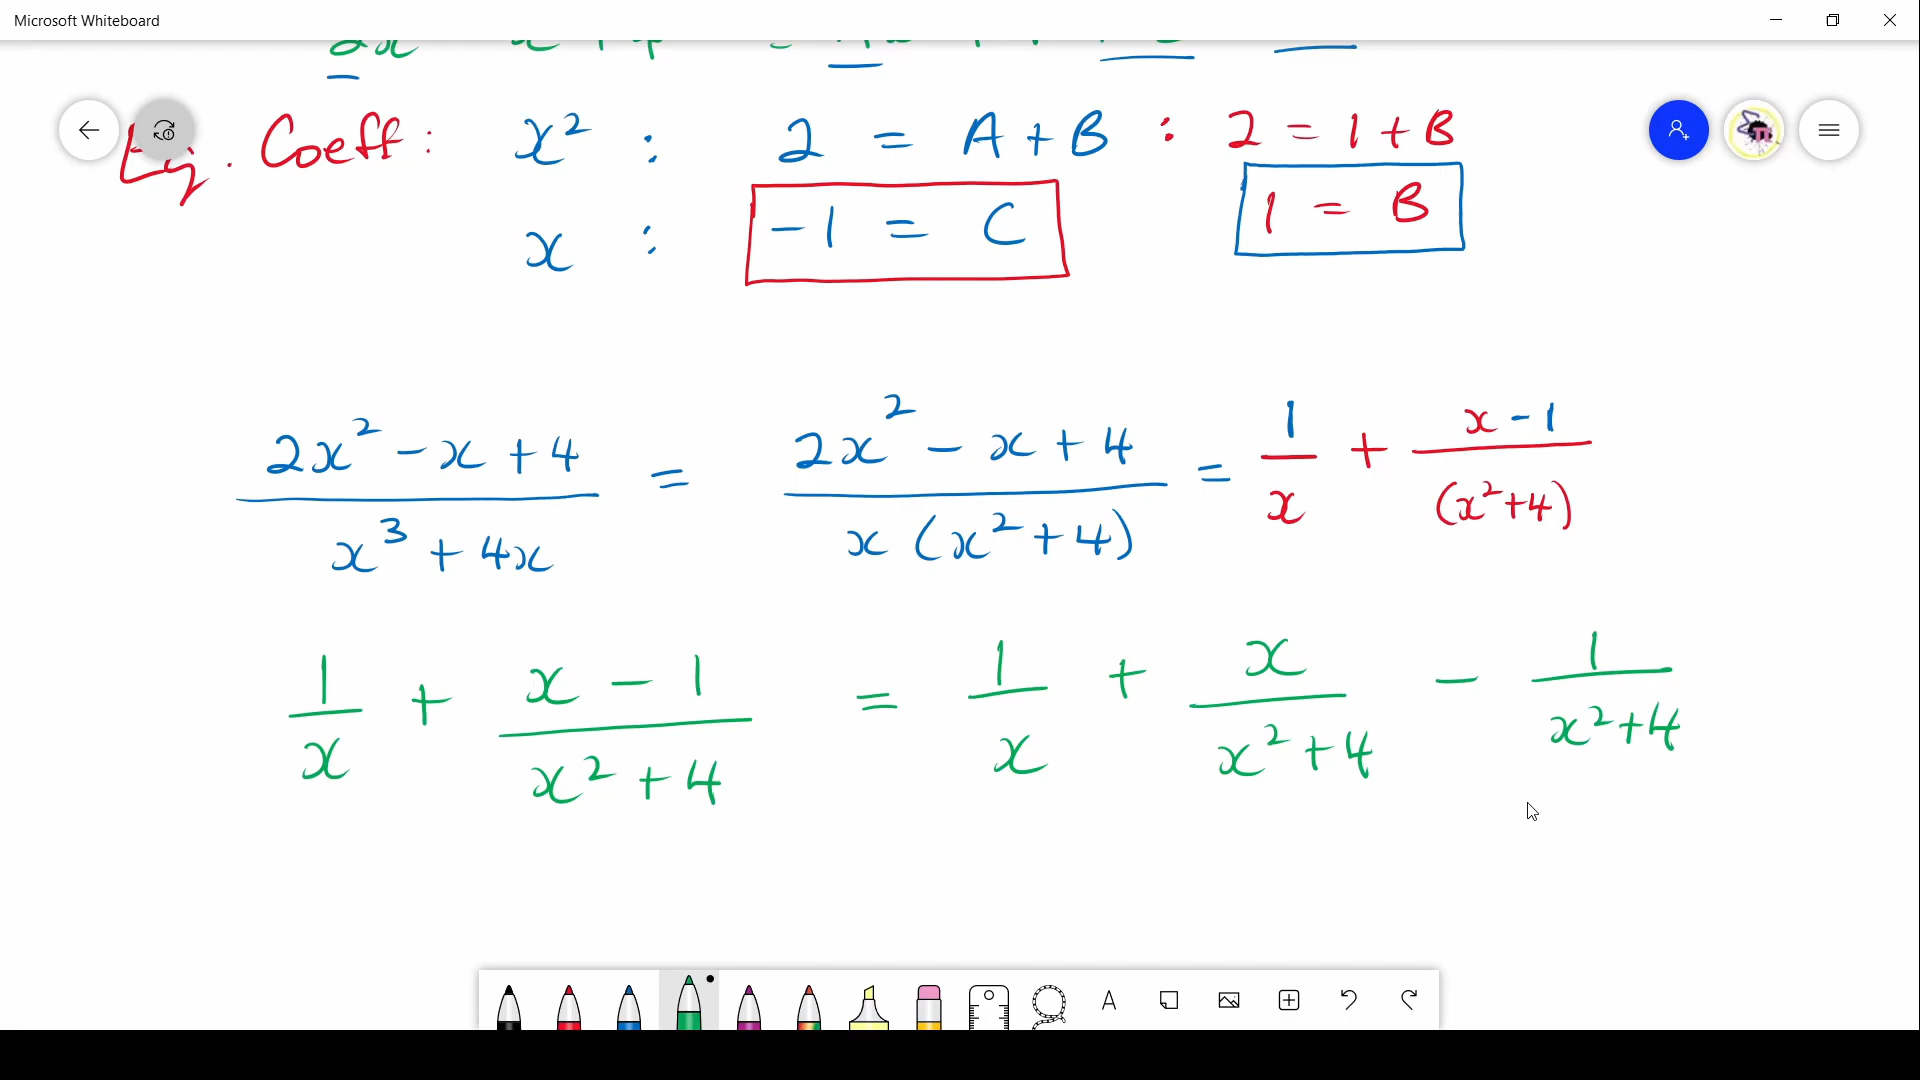 Microsoft Whiteboard
Eq. Coeff: x² : 2 = A + B : 2 = 1 + B
x : -1 = C 1 = B
(2x² - x + 4)/(x³ + 4x) = (2x² - x + 4)/(x (x² + 4)) = 1/x + (x - 1)/((x² + 4))
1/x + (x - 1)/(x² + 4) = 1/x + x/(x² + 4) - 1/(x² + 4)